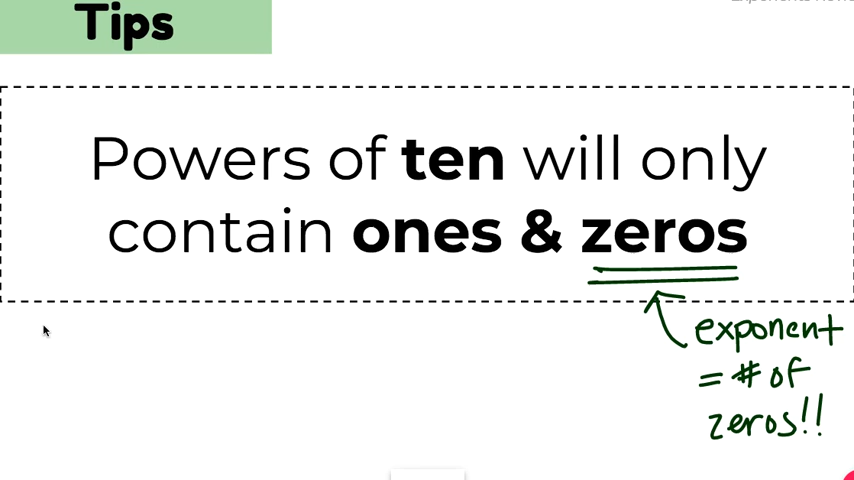 Tips
Powers of ten will only
contain ones & zeros
exponent
= # of
zeros!!